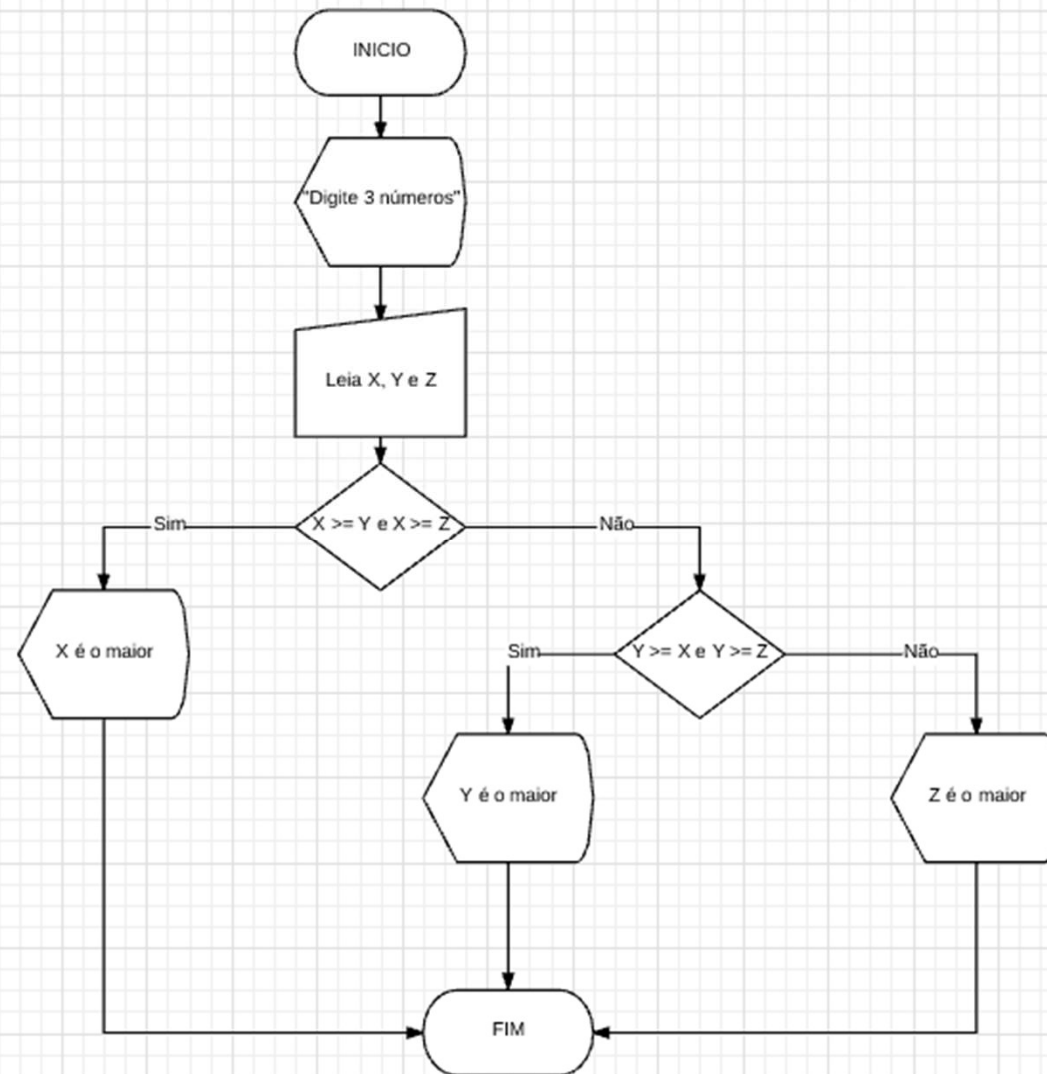 INICIO
"Digite 3 números"
Leia X, Y e Z
X >= Y e X >= Z
Sim
Não
X é o maior
Y >= X e Y >= Z
Sim
Não
Y é o maior
Z é o maior
FIM